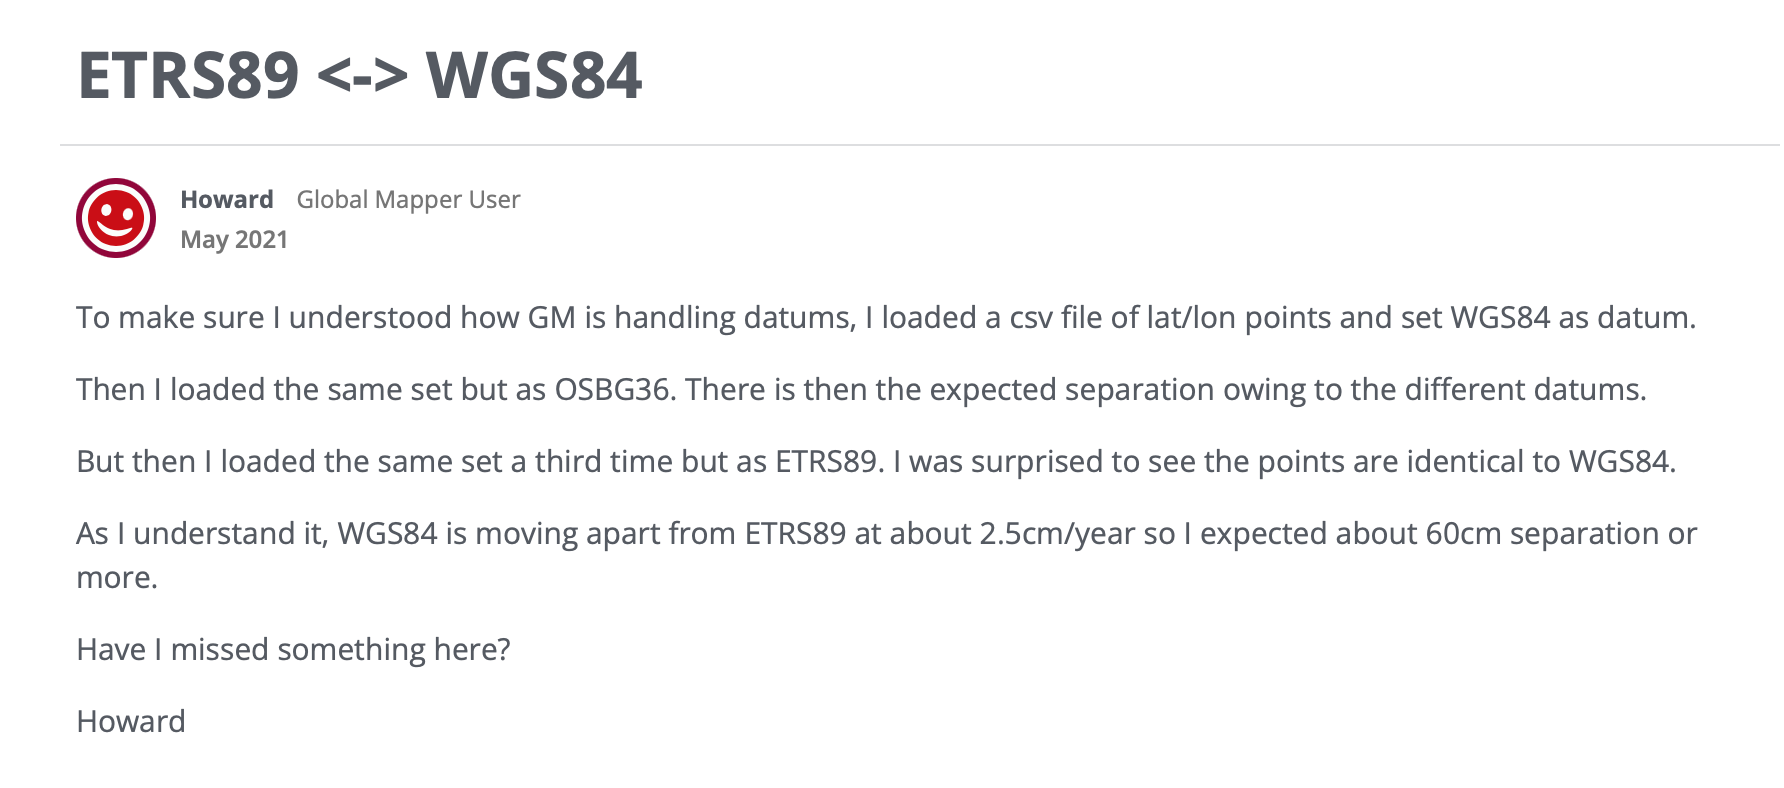 ETRS89 <-> WGS84
Howard Global Mapper User
May 2021
To make sure I understood how GM is handling datums, I loaded a csv file of lat/lon points and set WGS84 as datum.
Then I loaded the same set but as OSBG36. There is then the expected separation owing to the different datums.
But then I loaded the same set a third time but as ETRS89. I was surprised to see the points are identical to WGS84.
As I understand it, WGS84 is moving apart from ETRS89 at about 2.5cm/year so I expected about 60cm separation or
more.
Have I missed something here?
Howard